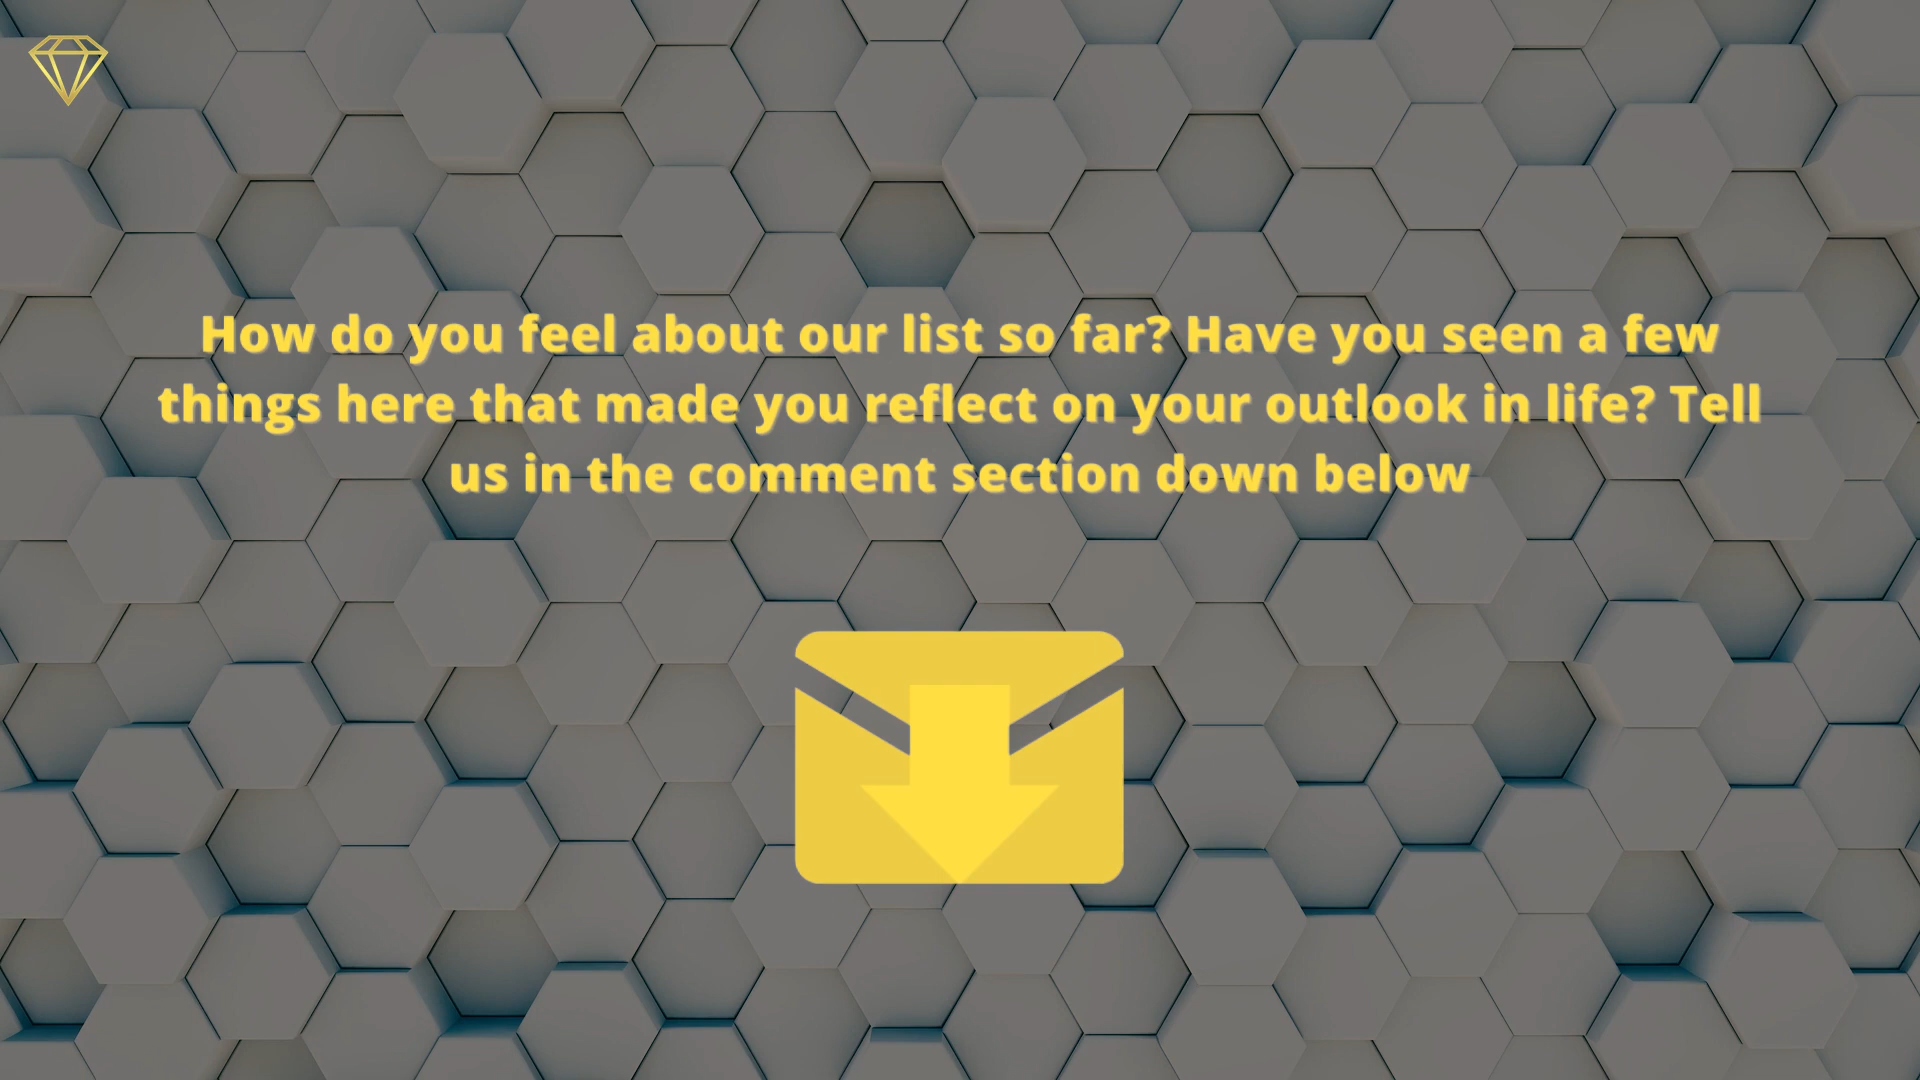 How do you feel about our list so far? Have you seen a few
things here that made you reflect on your outlook in life? Tell
us in the comment section down below